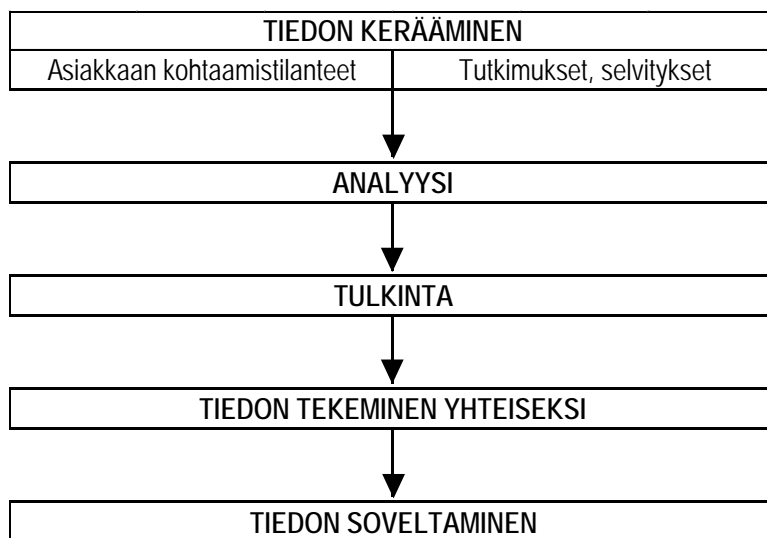 TIEDON KERÄÄMINEN
Asiakkaan kohtaamistilanteet Tutkimukset, selvitykset
ANALYYSI
TULKINTA
TIEDON TEKEMINEN YHTEISEKSI
TIEDON SOVELTAMINEN